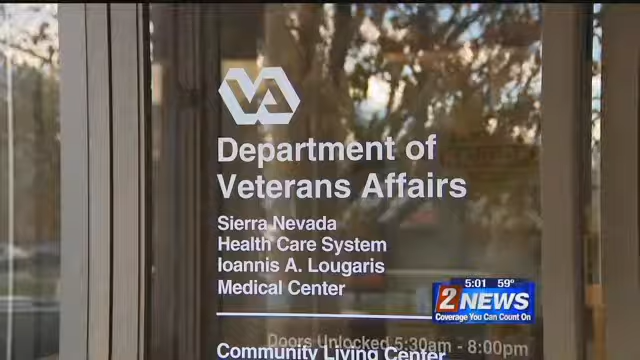 VA
Department of
Veterans Affairs
Sierra Nevada
Health Care System
Ioannis A. Lougaris
Medical Center
5:01 59°
2 NEWS
Coverage You Can Count On
Doors Unlocked 5:30am - 8:00pm
Community Living Center